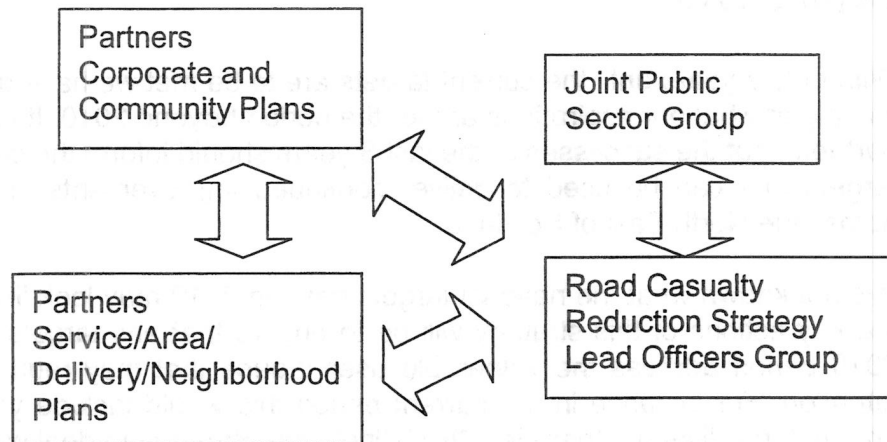 Partners
Corporate and
Community Plans
Joint Public
Sector Group
Partners
Service/Area/
Delivery/Neighborhood
Plans
Road Casualty
Reduction Strategy
Lead Officers Group